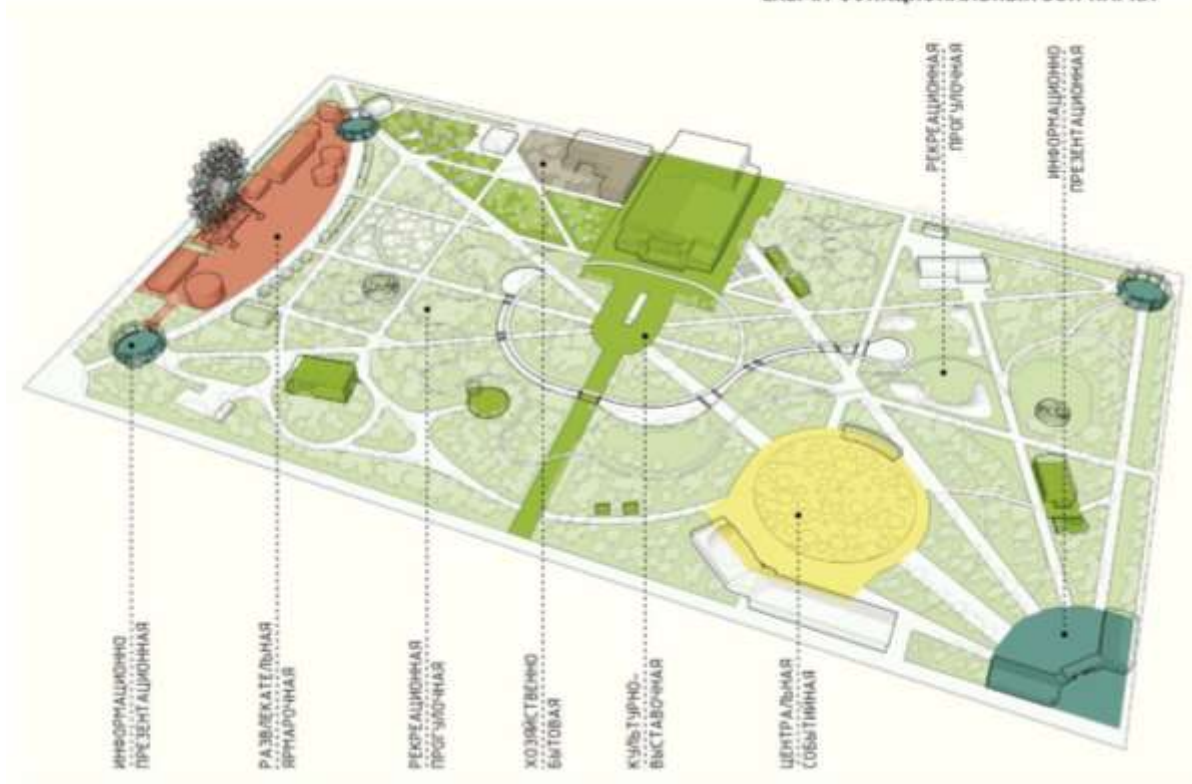 РЕКРЕАЦИОННАЯ
ПРОГУЛОЧНАЯ
ИНФОРМАЦИОННО
ПРЕЗЕНТАЦИОННАЯ
ИНФОРМАЦИОННО
ПРЕЗЕНТАЦИОННАЯ
РАЗВЛЕКАТЕЛЬНАЯ
ЯРМАРОЧНАЯ
РЕКРЕАЦИОННАЯ
ПРОГУЛОЧНАЯ
ХОЗЯЙСТВЕННО
БЫТОВАЯ
КУЛЬТУРНО-
ВЫСТАВОЧНАЯ
ЦЕНТРАЛЬНАЯ
СОБЫТИЙНАЯ